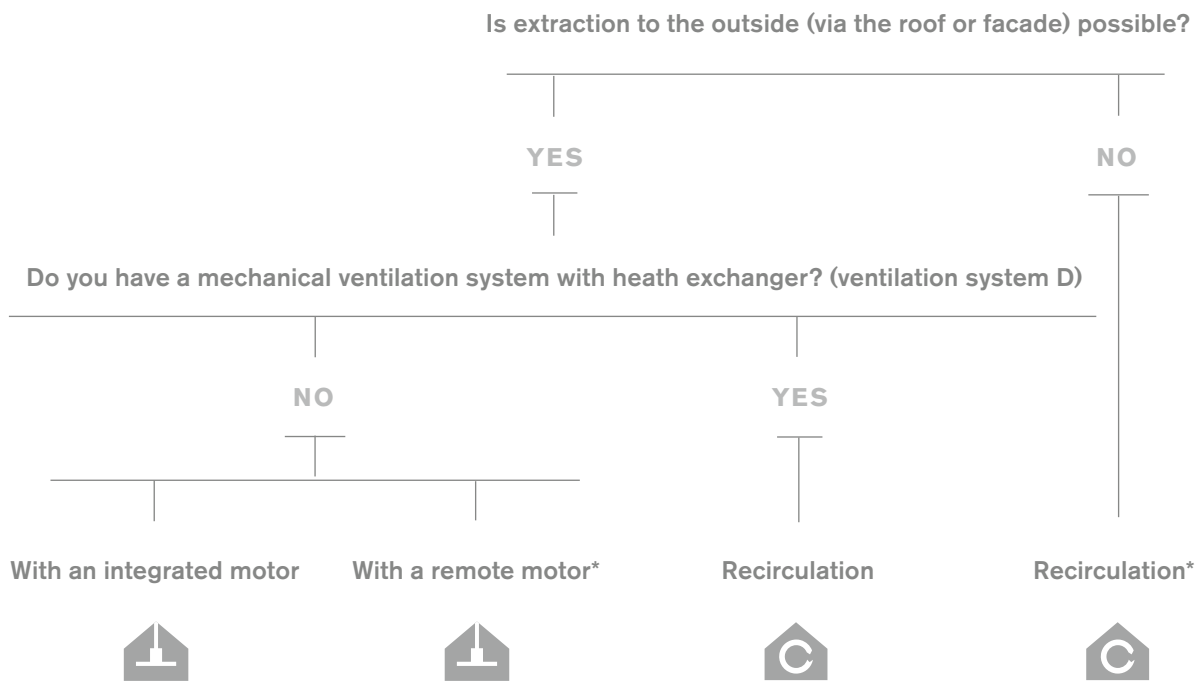 Is extraction to the outside (via the roof or facade) possible?
YES
NO
Do you have a mechanical ventilation system with heath exchanger? (ventilation system D)
NO
YES
With an integrated motor
With a remote motor*
Recirculation
Recirculation*